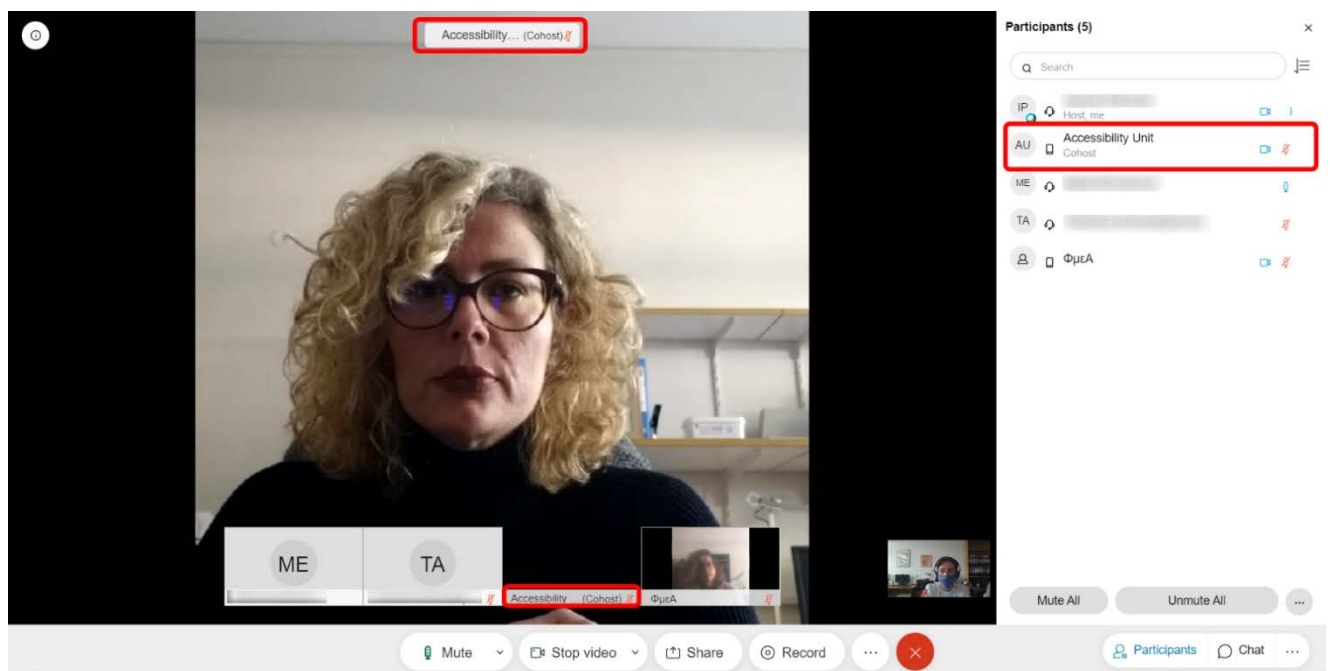 Accessibility... (Cohost)
Participants (5)
Search
IP
Host, me
AU
Accessibility Unit
Cohost
ME
TA
ΦμεΑ
ME
TA
Accessibility ... (Cohost)
ΦμεΑ
Mute All
Unmute All
Mute
Stop video
Share
Record
Participants
Chat